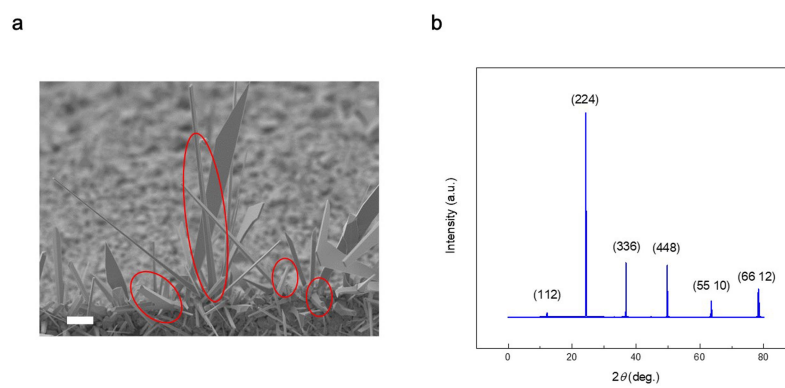 a
b
(224)
(336)
(448)
(112)
(55 10)
(66 12)
Intensity (a.u.)
0
20
40
60
80
2θ (deg.)